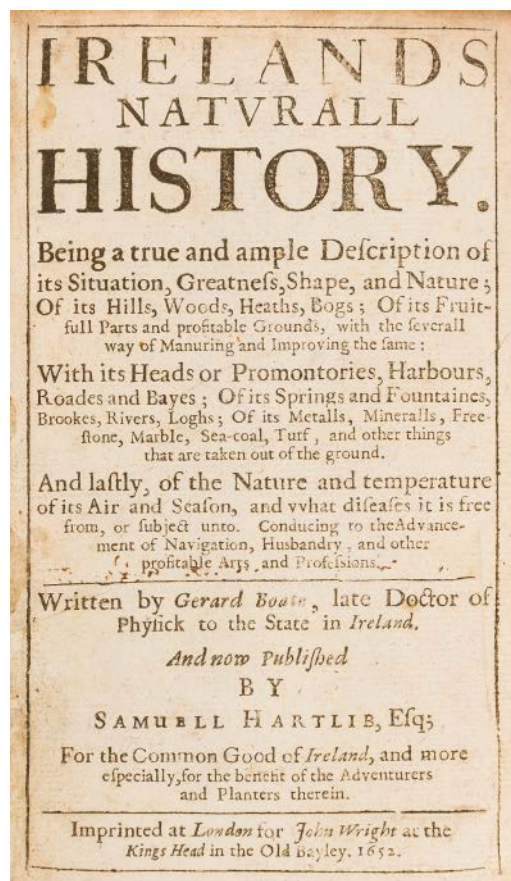 IRELANDS
NATVRALL
HISTORY.
Being a true and ample Deſcription of
its Situation, Greatneſs, Shape, and Nature;
Of its Hills, Woods, Heaths, Bogs; Of its Fruit-
full Parts and profitable Grounds, with the ſeverall
way of Manuring and Improving the ſame:
With its Heads or Promontories, Harbours,
Roades and Bayes; Of its Springs and Fountaines,
Brookes, Rivers, Loghs; Of its Metalls, Mineralls, Free-
ſtone, Marble, Sea-coal, Turf, and other things
that are taken out of the ground.
And laſtly, of the Nature and temperature
of its Air and Seaſon, and vvhat diſeaſes it is free
from, or ſubject unto. Conducing to the Advance-
ment of Navigation, Husbandry, and other
profitable Arts and Profeſsions.
Written by Gerard Boate, late Doctor of
Phyſick to the State in Ireland.
And now Publiſhed
BY
SAMUELL HARTLIB, Eſq;
For the Common Good of Ireland, and more
eſpecially, for the benefit of the Adventurers
and Planters therein.
Imprinted at London for John Wright at the
Kings Head in the Old Bayley. 1652.